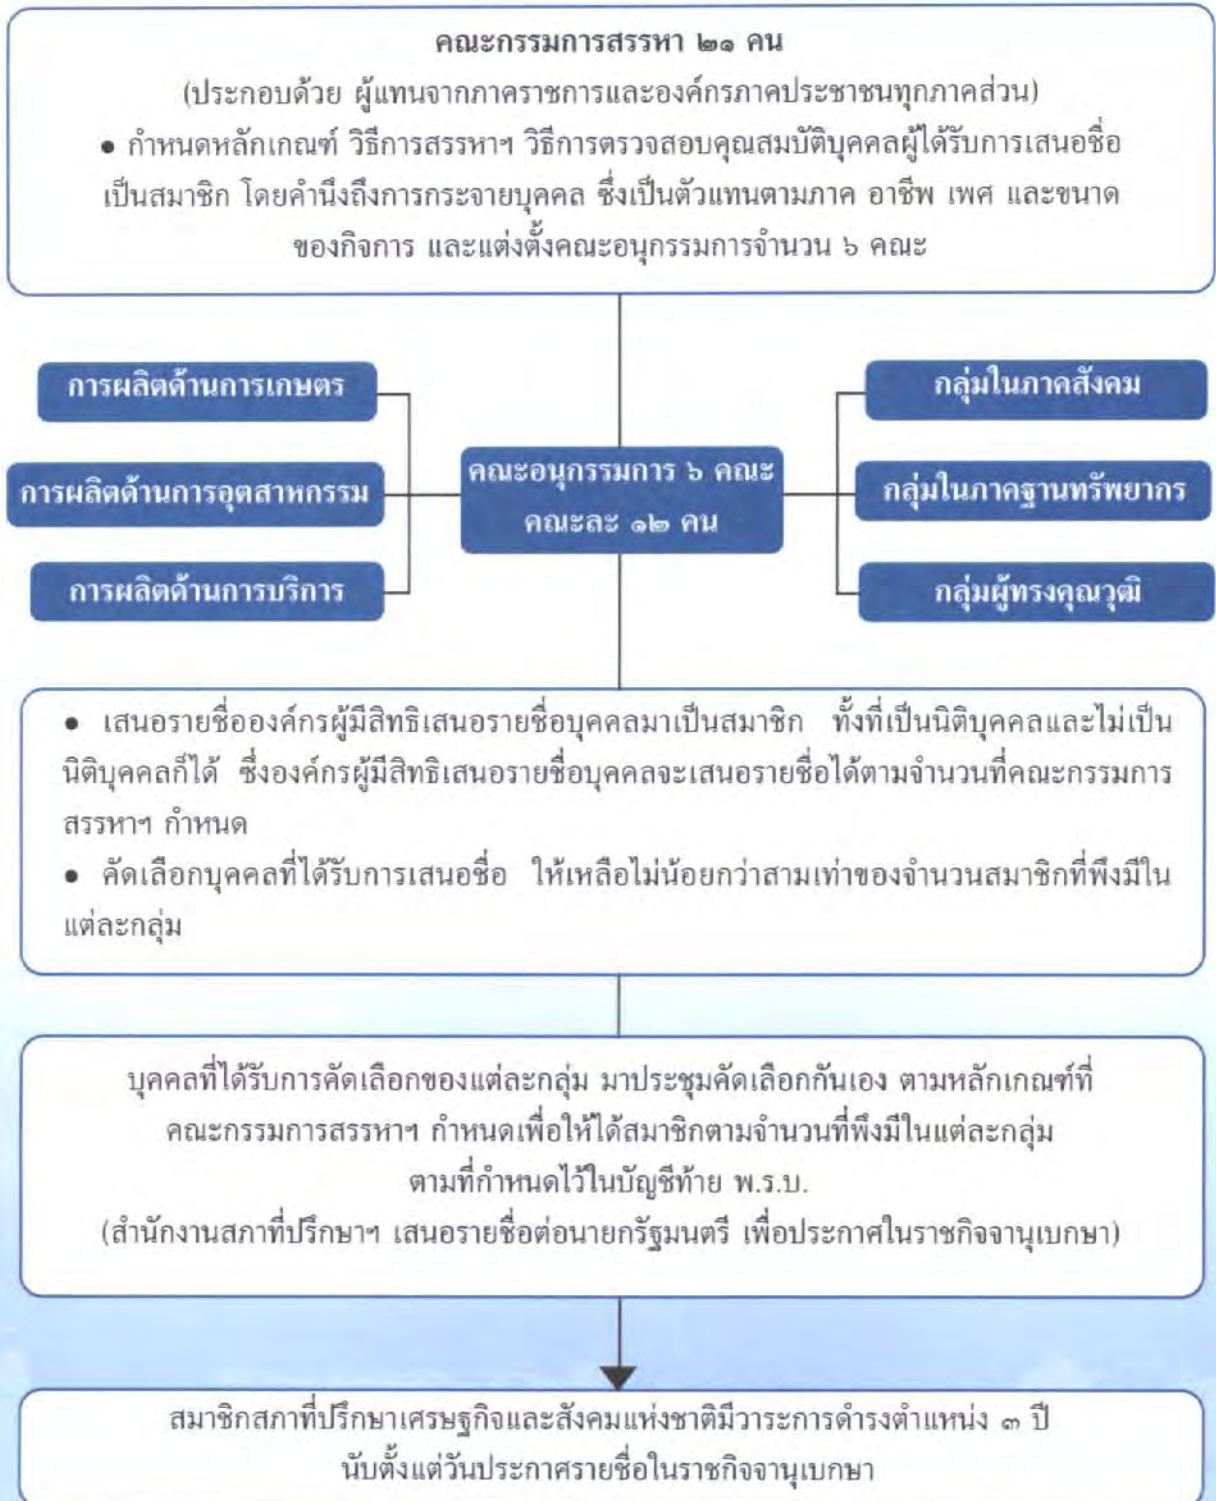 คณะกรรมการสรรหา ๒๑ คน
(ประกอบด้วย ผู้แทนจากภาคราชการและองค์กรภาคประชาชนทุกภาคส่วน)
● กำหนดหลักเกณฑ์ วิธีการสรรหาฯ วิธีการตรวจสอบคุณสมบัติบุคคลผู้ได้รับการเสนอชื่อ
เป็นสมาชิก โดยคำนึงถึงการกระจายบุคคล ซึ่งเป็นตัวแทนตามภาค อาชีพ เพศ และขนาด
ของกิจการ และแต่งตั้งคณะอนุกรรมการจำนวน ๖ คณะ
การผลิตด้านการเกษตร
การผลิตด้านการอุตสาหกรรม
การผลิตด้านการบริการ
คณะอนุกรรมการ ๖ คณะ
คณะละ ๑๒ คน
กลุ่มในภาคสังคม
กลุ่มในภาคฐานทรัพยากร
กลุ่มผู้ทรงคุณวุฒิ
● เสนอรายชื่อองค์กรผู้มีสิทธิเสนอรายชื่อบุคคลมาเป็นสมาชิก ทั้งที่เป็นนิติบุคคลและไม่เป็น
นิติบุคคลก็ได้ ซึ่งองค์กรผู้มีสิทธิเสนอรายชื่อบุคคลจะเสนอรายชื่อได้ตามจำนวนที่คณะกรรมการ
สรรหาฯ กำหนด
● คัดเลือกบุคคลที่ได้รับการเสนอชื่อ ให้เหลือไม่น้อยกว่าสามเท่าของจำนวนสมาชิกที่พึงมีใน
แต่ละกลุ่ม
บุคคลที่ได้รับการคัดเลือกของแต่ละกลุ่ม มาประชุมคัดเลือกกันเอง ตามหลักเกณฑ์ที่
คณะกรรมการสรรหาฯ กำหนดเพื่อให้ได้สมาชิกตามจำนวนที่พึงมีในแต่ละกลุ่ม
ตามที่กำหนดไว้ในบัญชีท้าย พ.ร.บ.
(สำนักงานสภาที่ปรึกษาฯ เสนอรายชื่อต่อนายกรัฐมนตรี เพื่อประกาศในราชกิจจานุเบกษา)
สมาชิกสภาที่ปรึกษาเศรษฐกิจและสังคมแห่งชาติมีวาระการดำรงตำแหน่ง ๓ ปี
นับตั้งแต่วันประกาศรายชื่อในราชกิจจานุเบกษา